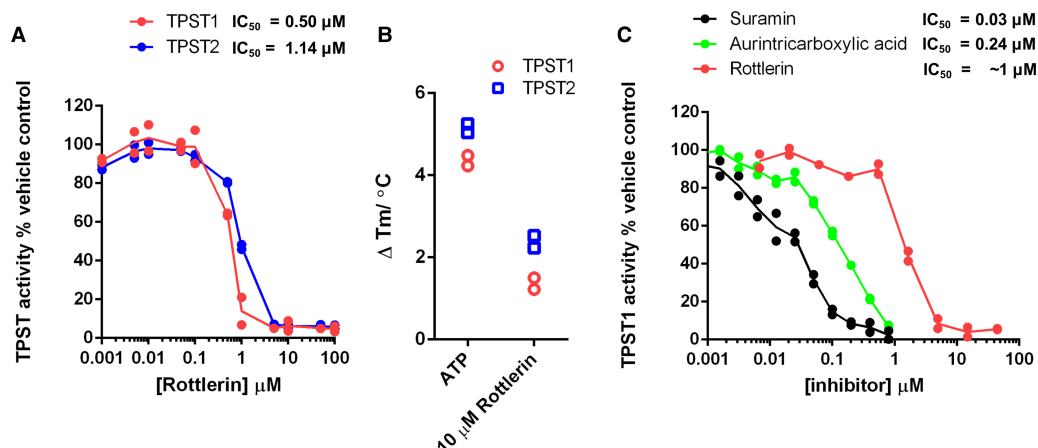 A
TPST1 IC50 = 0.50 µM
TPST2 IC50 = 1.14 µM
TPST activity % vehicle control
120
100
80
60
40
20
0
0.001 0.01 0.1 1 10 100
[Rottlerin] µM
B
TPST1
TPST2
Δ Tm/ °C
6
4
2
0
ATP
10 µM Rottlerin
C
Suramin IC50 = 0.03 µM
Aurintricarboxylic acid IC50 = 0.24 µM
Rottlerin IC50 = ~1 µM
TPST1 activity % vehicle control
120
100
80
60
40
20
0
0.001 0.01 0.1 1 10 100
[inhibitor] µM